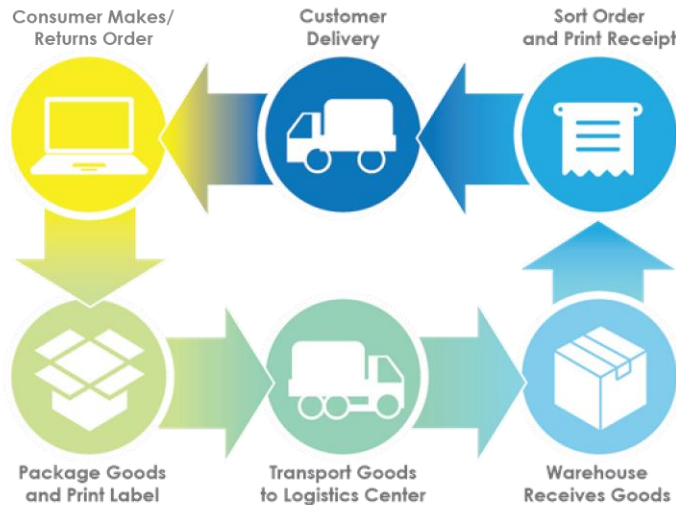 Consumer Makes/
Returns Order
Customer
Delivery
Sort Order
and Print Receipt
Package Goods
and Print Label
Transport Goods
to Logistics Center
Warehouse
Receives Goods